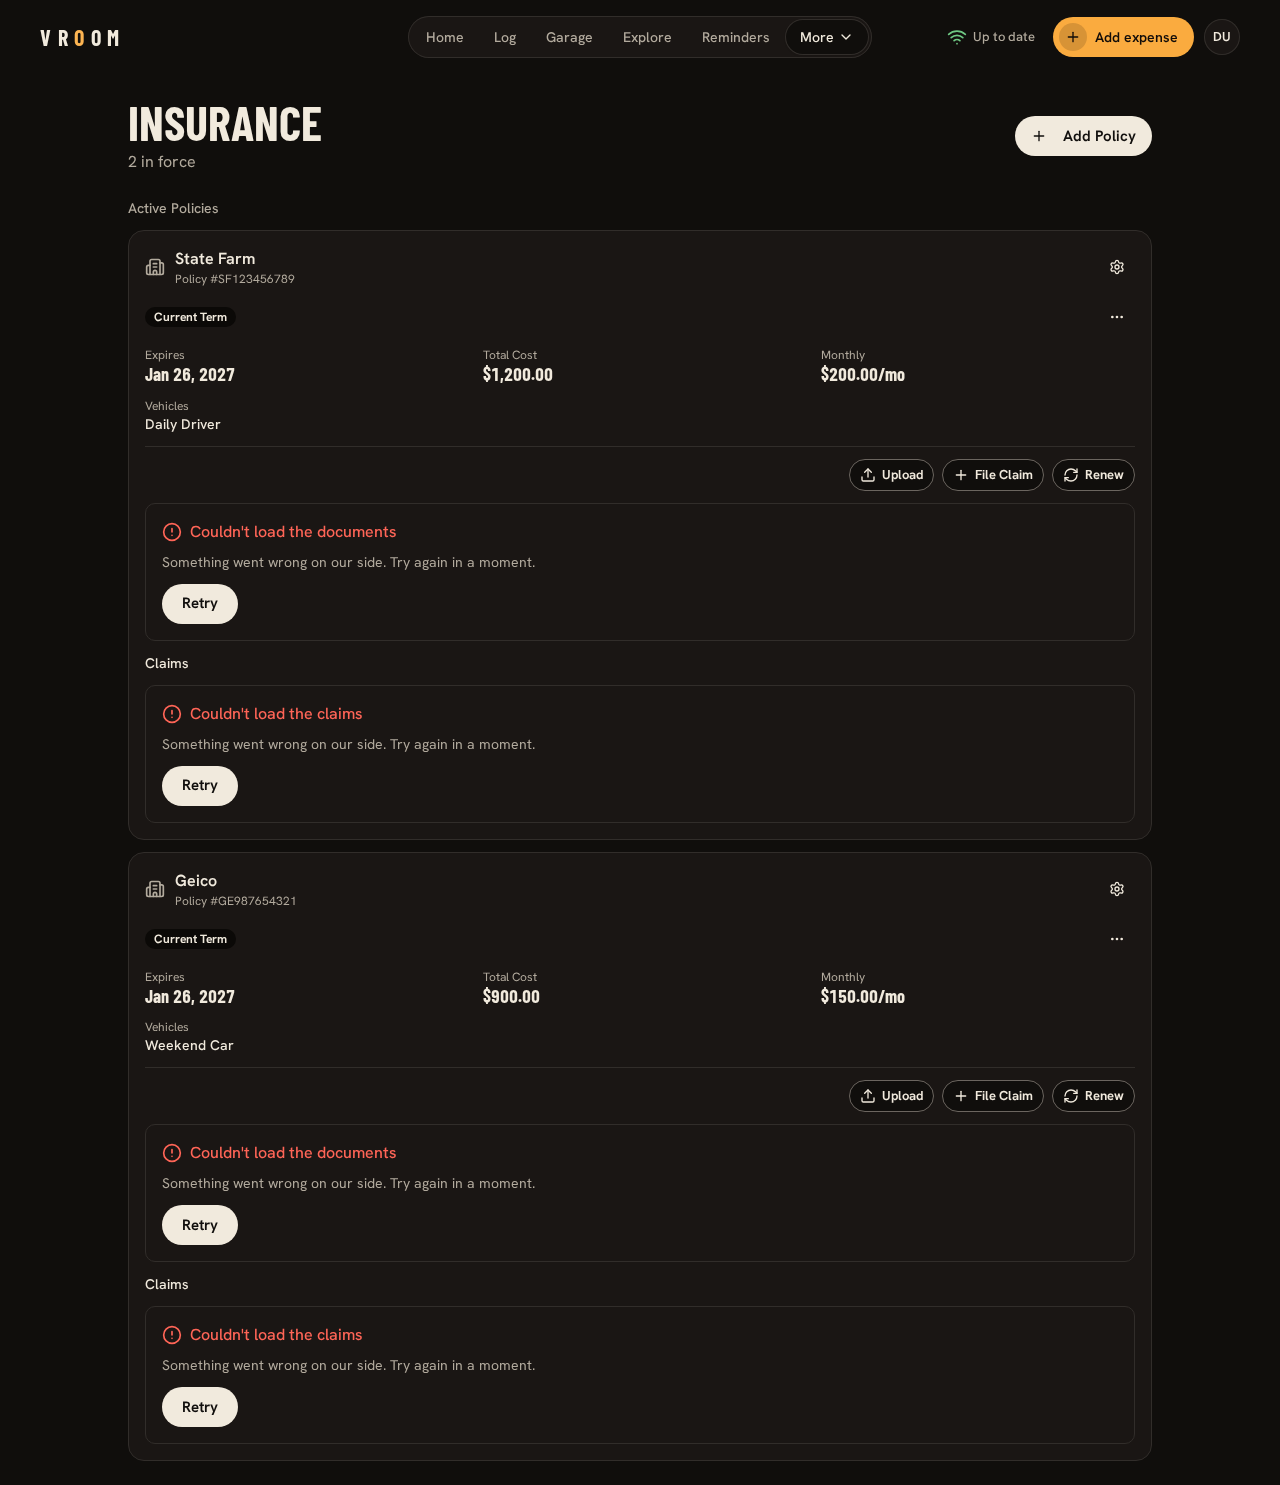 VROOM
Home Log Garage Explore Reminders More
Up to date
Add expense
DU
INSURANCE
2 in force
Add Policy
Active Policies
State Farm
Policy #SF123456789
Current Term
Expires Total Cost Monthly
Jan 26, 2027 $1,200.00 $200.00/mo
Vehicles
Daily Driver
Upload File Claim Renew
Couldn't load the documents
Something went wrong on our side. Try again in a moment.
Retry
Claims
Couldn't load the claims
Something went wrong on our side. Try again in a moment.
Retry
Geico
Policy #GE987654321
Current Term
Expires Total Cost Monthly
Jan 26, 2027 $900.00 $150.00/mo
Vehicles
Weekend Car
Upload File Claim Renew
Couldn't load the documents
Something went wrong on our side. Try again in a moment.
Retry
Claims
Couldn't load the claims
Something went wrong on our side. Try again in a moment.
Retry